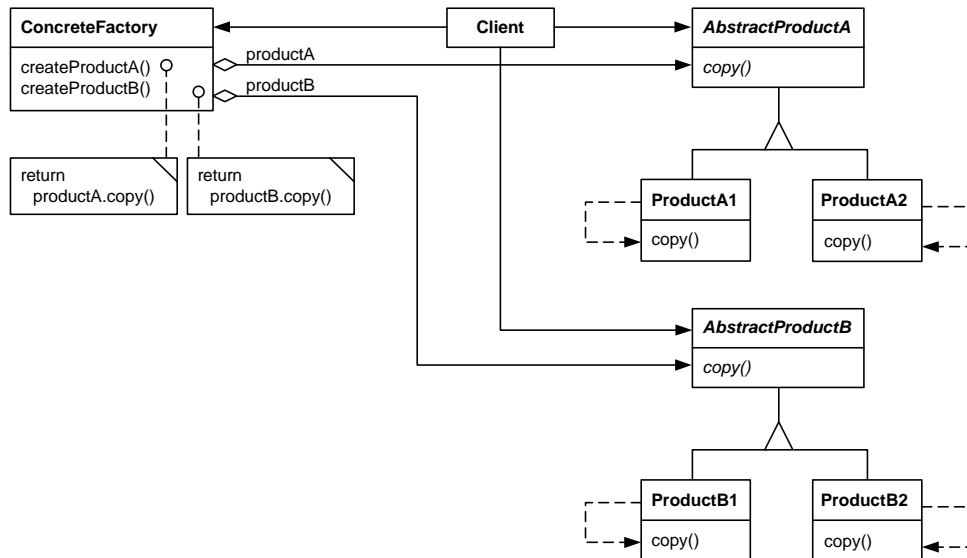 ConcreteFactory
createProductA()
createProductB()
productA
productB
Client
AbstractProductA
copy()
return
productA.copy()
return
productB.copy()
ProductA1
copy()
ProductA2
copy()
AbstractProductB
copy()
ProductB1
copy()
ProductB2
copy()